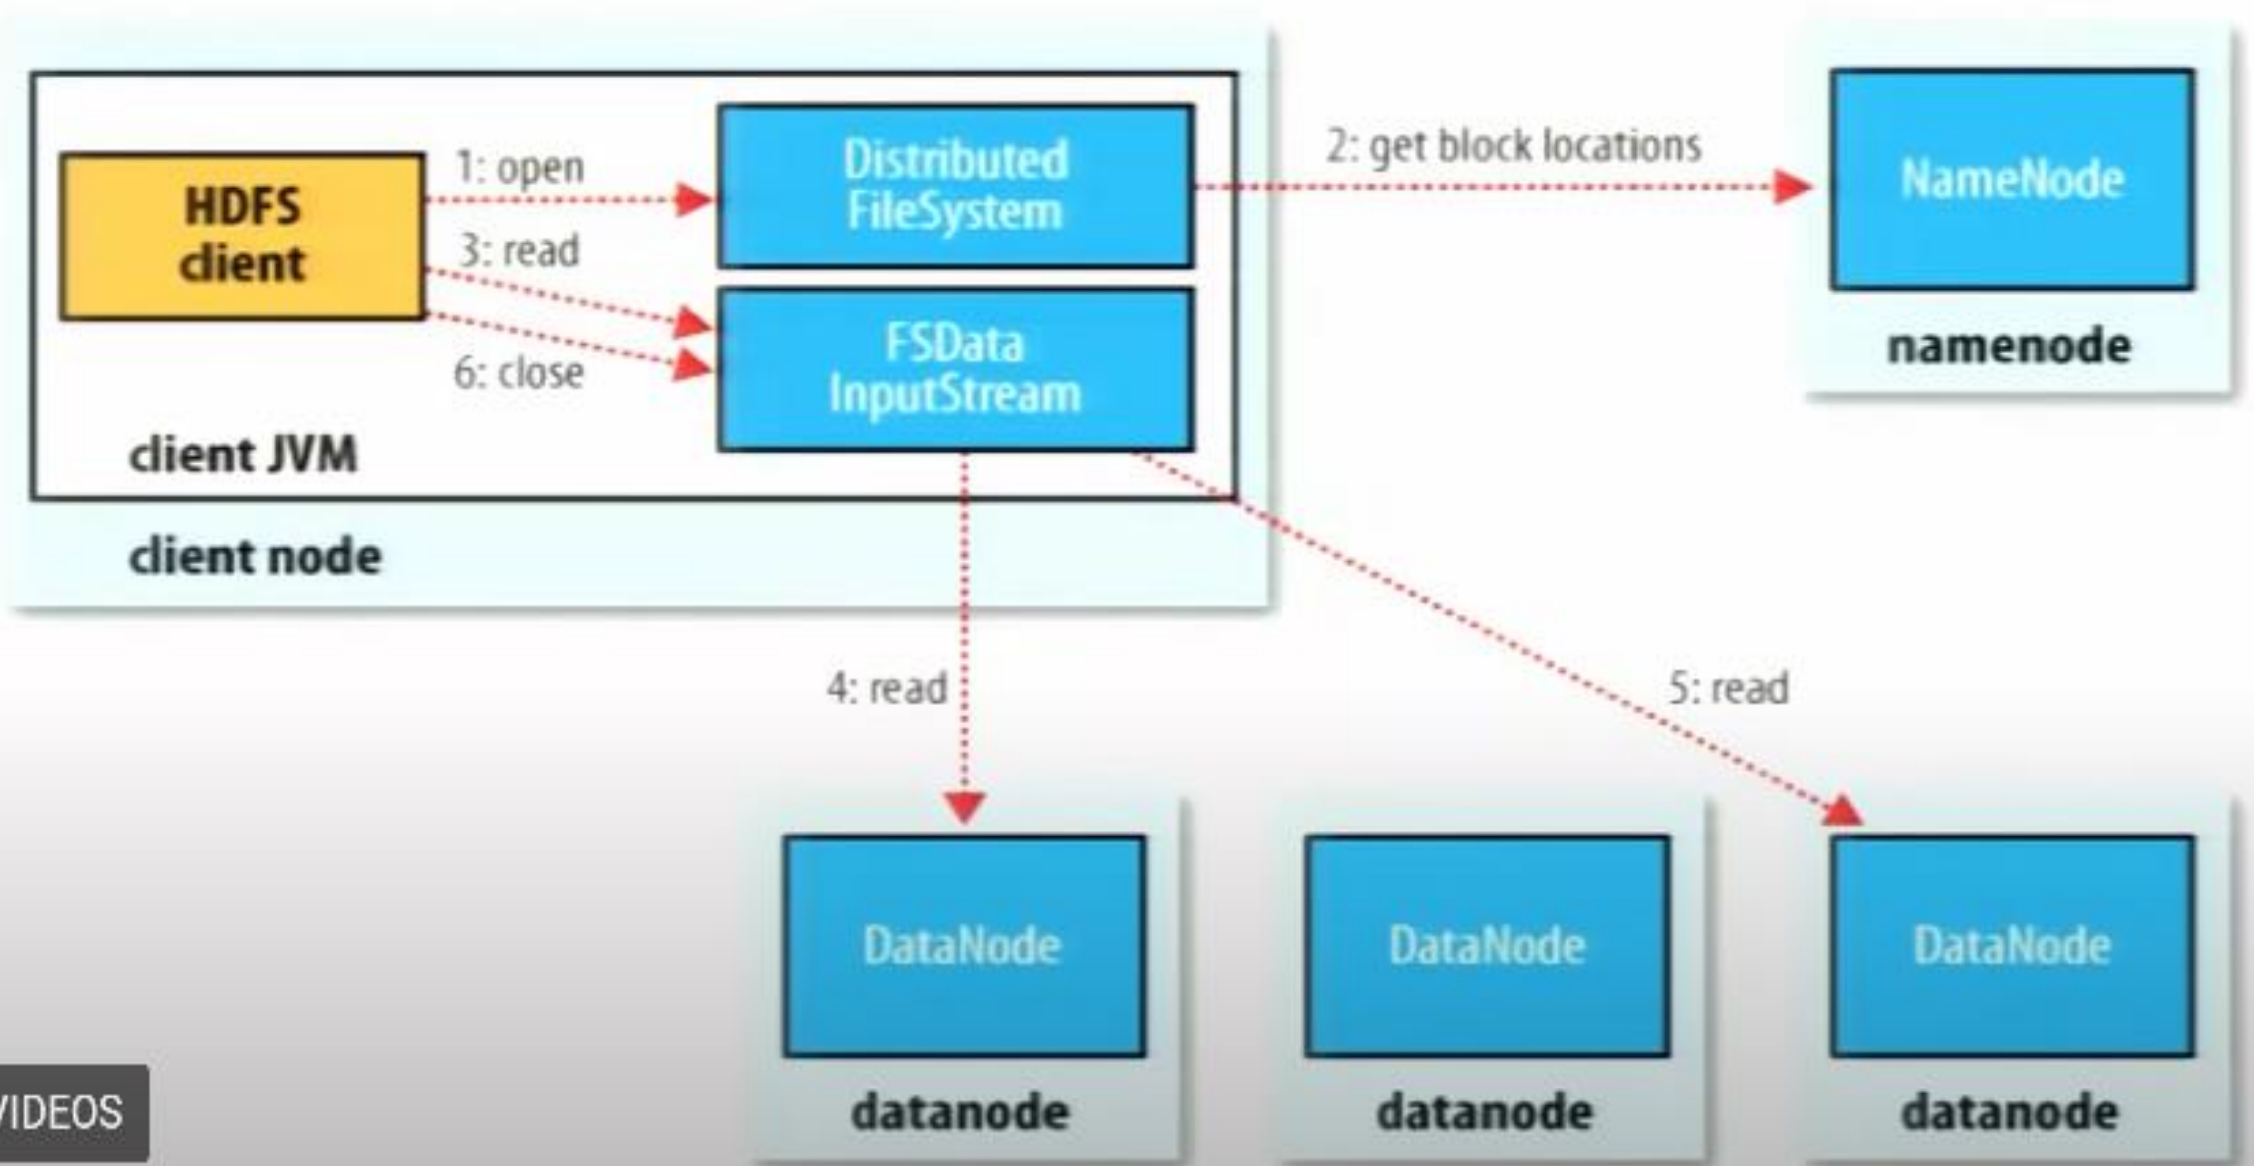 HDFS
client
1: open
3: read
6: close
Distributed
FileSystem
FSData
InputStream
client JVM
client node
2: get block locations
NameNode
namenode
4: read
5: read
DataNode
datanode
DataNode
datanode
DataNode
datanode
VIDEOS